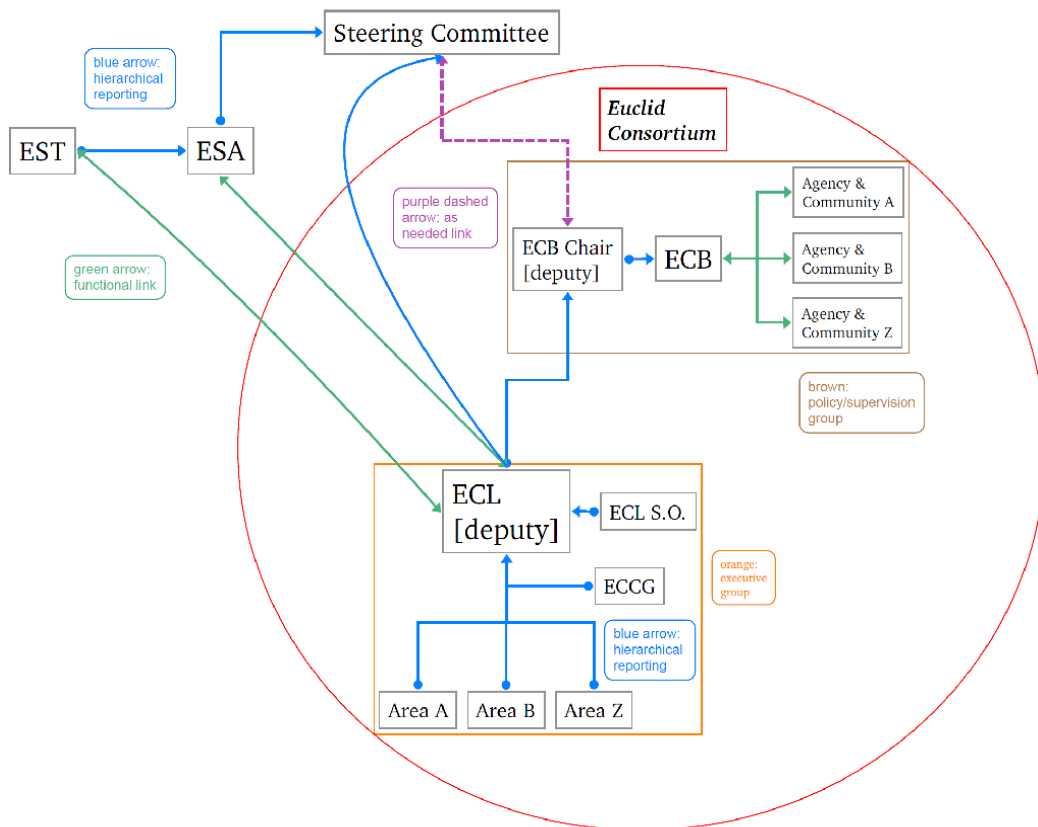 Steering Committee
blue arrow:
hierarchical
reporting
Euclid
Consortium
EST
ESA
purple dashed
arrow: as
needed link
Agency &
Community A
ECB Chair
[deputy]
ECB
Agency &
Community B
green arrow:
functional link
Agency &
Community Z
brown:
policy/supervision
group
ECL
[deputy]
ECL S.O.
orange:
executive
group
ECCG
blue arrow:
hierarchical
reporting
Area A
Area B
Area Z